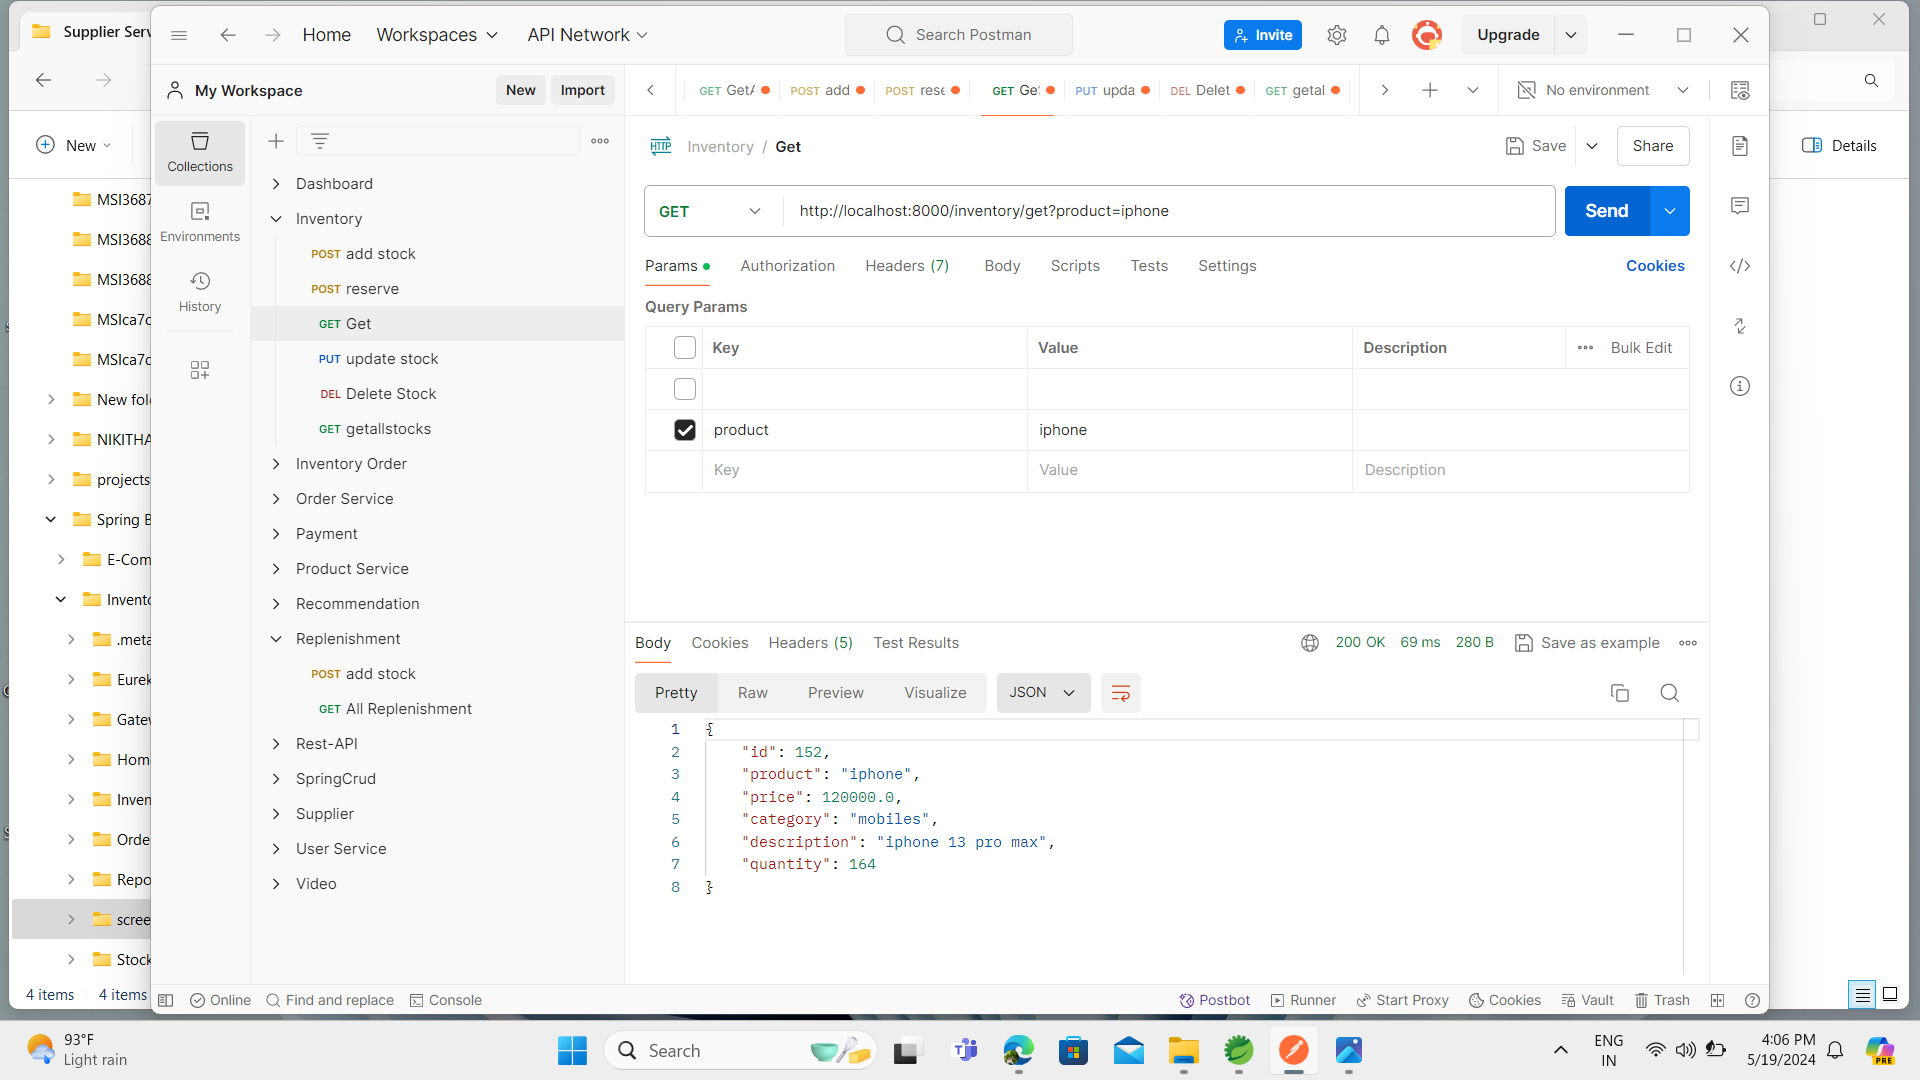 Supplier Serv
Home
Workspaces
API Network
Search Postman
Invite
Upgrade
My Workspace
New
Import
GET GetA
POST add
POST rese
GET Ge
PUT upda
DEL Delet
GET getal
No environment
New
Details
Collections
Environments
History
HTTP
Inventory / Get
Save
Share
GET
http://localhost:8000/inventory/get?product=iphone
Send
Params
Authorization
Headers (7)
Body
Scripts
Tests
Settings
Cookies
Query Params
Key
Value
Description
Bulk Edit
product
iphone
Key
Value
Description
MSI3687
MSI3688
MSI3688
MSIca7c
MSIca7c
New fol
NIKITHA
projects
Spring B
E-Com
Invento
.meta
Eurek
Gatew
Hom
Inven
Orde
Repo
scree
Stock
4 items
4 items
Dashboard
Inventory
POST add stock
POST reserve
GET Get
PUT update stock
DEL Delete Stock
GET getallstocks
Inventory Order
Order Service
Payment
Product Service
Recommendation
Replenishment
POST add stock
GET All Replenishment
Rest-API
SpringCrud
Supplier
User Service
Video
Body
Cookies
Headers (5)
Test Results
200 OK
69 ms
280 B
Save as example
Pretty
Raw
Preview
Visualize
JSON
1 {
2 "id": 152,
3 "product": "iphone",
4 "price": 120000.0,
5 "category": "mobiles",
6 "description": "iphone 13 pro max",
7 "quantity": 164
8 }
Online
Find and replace
Console
Postbot
Runner
Start Proxy
Cookies
Vault
Trash
93°F
Light rain
Search
ENG
IN
4:06 PM
5/19/2024
PRE